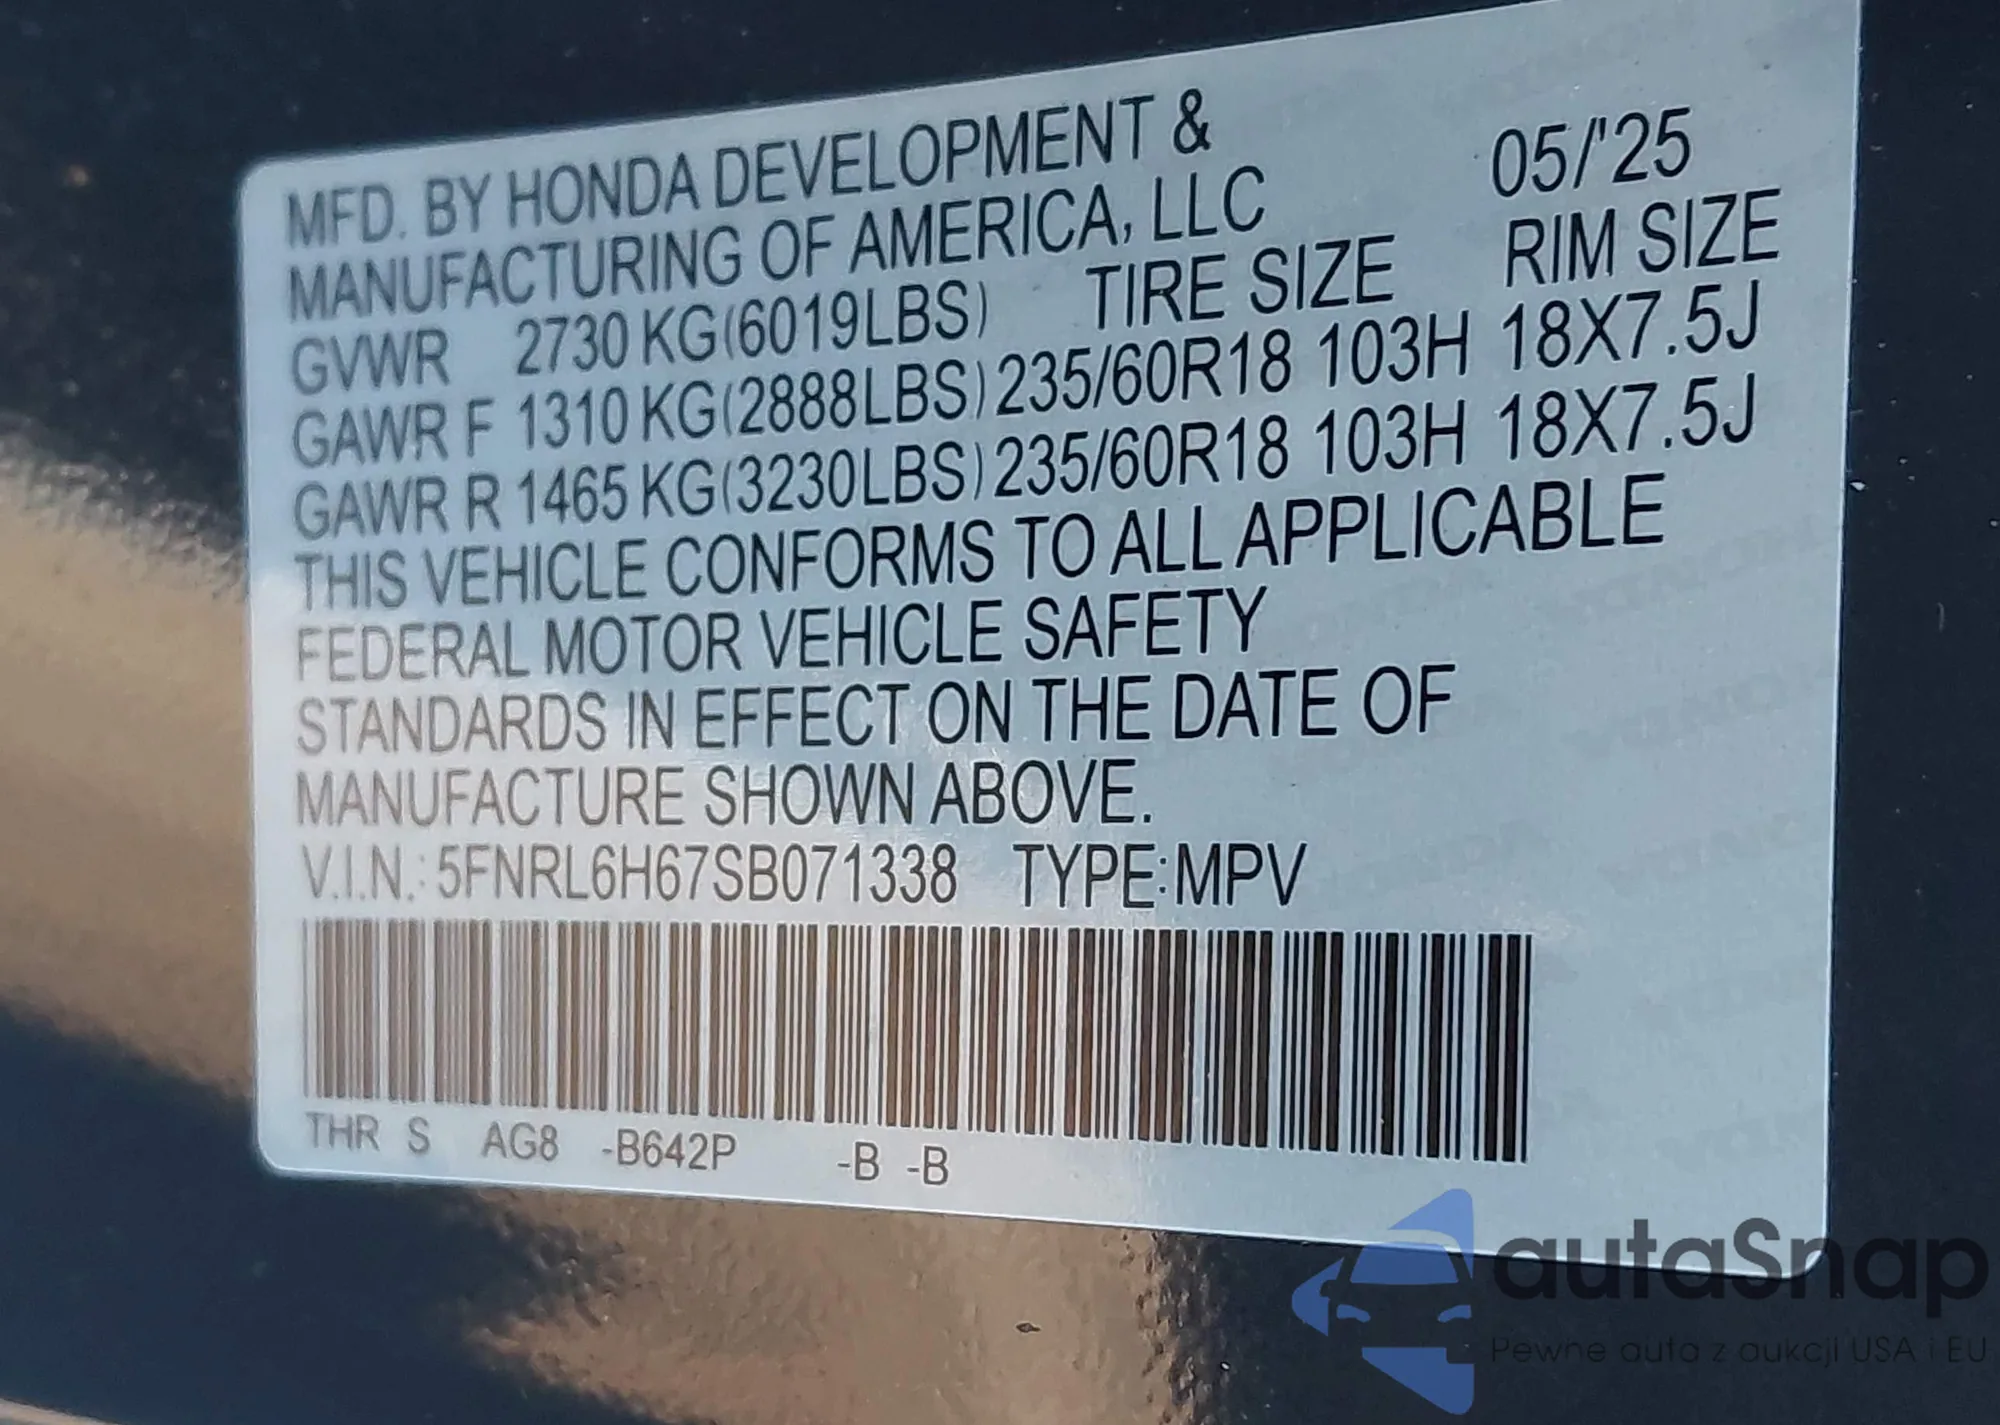 MFD. BY HONDA DEVELOPMENT &
MANUFACTURING OF AMERICA, LLC 05/'25
GVWR 2730 KG(6019LBS) TIRE SIZE RIM SIZE
GAWR F 1310 KG(2888LBS) 235/60R18 103H 18X7.5J
GAWR R 1465 KG(3230LBS) 235/60R18 103H 18X7.5J
THIS VEHICLE CONFORMS TO ALL APPLICABLE
FEDERAL MOTOR VEHICLE SAFETY
STANDARDS IN EFFECT ON THE DATE OF
MANUFACTURE SHOWN ABOVE.
V.I.N.: 5FNRL6H67SB071338 TYPE:MPV
THR S AG8 -B642P -B -B
autaSnap
Pewne auta z aukcji USA i EU